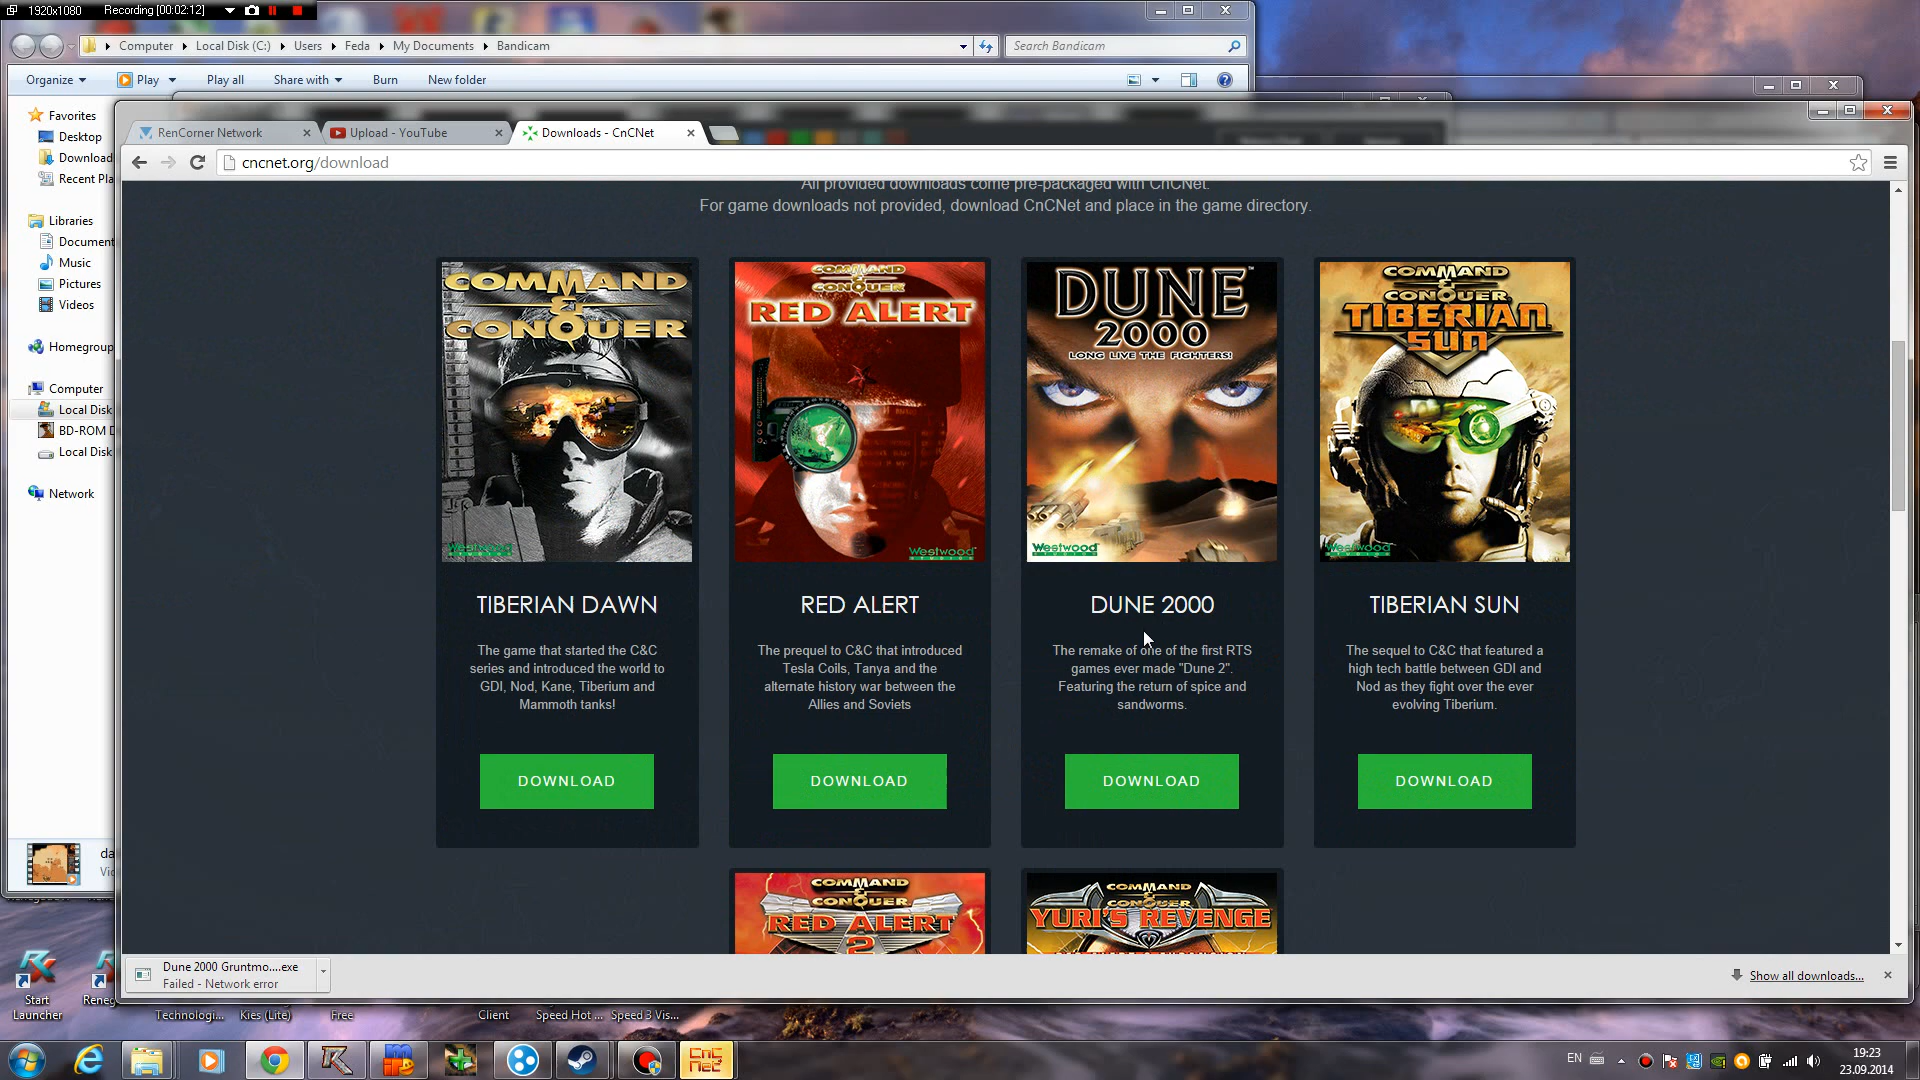 1920x1080 Recording [00:02:12]
Computer Local Disk (C:) Users Feda My Documents Bandicam
Search Bandicam
Organize Play Play all Share with Burn New folder
Favorites
Desktop
Download
Recent Pla
Libraries
Document
Music
Pictures
Videos
Homegroup
Computer
Local Disk
BD-ROM D
Local Disk
Network
da
RenCorner Network Upload - YouTube Downloads - CnCNet
cncnet.org/download
All provided downloads come pre-packaged with CnCNet.
For game downloads not provided, download CnCNet and place in the game directory.
COMMAND
&
CONQUER
Westwood
TIBERIAN DAWN
The game that started the C&C
series and introduced the world to
GDI, Nod, Kane, Tiberium and
Mammoth tanks!
DOWNLOAD
COMMAND
&
CONQUER
RED ALERT
Westwood
RED ALERT
The prequel to C&C that introduced
Tesla Coils, Tanya and the
alternate history war between the
Allies and Soviets
DOWNLOAD
DUNE
2000
LONG LIVE THE FIGHTERS!
Westwood
DUNE 2000
The remake of one of the first RTS
games ever made "Dune 2".
Featuring the return of spice and
sandworms.
DOWNLOAD
COMMAND
&
CONQUER
TIBERIAN
SUN
Westwood
TIBERIAN SUN
The sequel to C&C that featured a
high tech battle between GDI and
Nod as they fight over the ever
evolving Tiberium.
DOWNLOAD
COMMAND
&
CONQUER
RED ALERT
2
COMMAND
&
CONQUER
YURI'S REVENGE
Dune 2000 Gruntmo....exe
Failed - Network error
Show all downloads...
Start
Launcher
Reneg
Technologi...
Kies (Lite)
Free
Client
Speed Hot ...
Speed 3 Vis...
CnC
Net
EN
19:23
23.09.2014